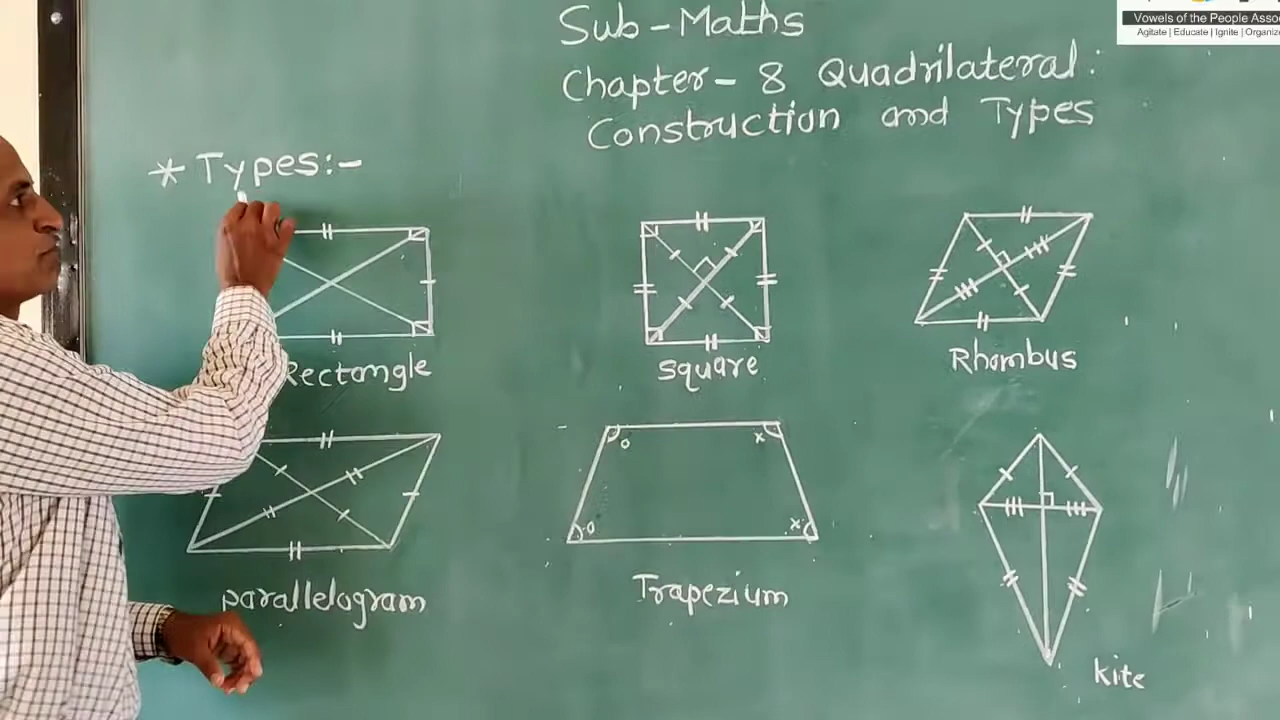 Vowels of the People Asso
Agitate | Educate | Ignite | Organize
Sub-Maths
Chapter-8 Quadrilateral:
Construction and Types
* Types:-
Rectangle
square
Rhombus
o
x
o
x
parallelogram
Trapezium
kite